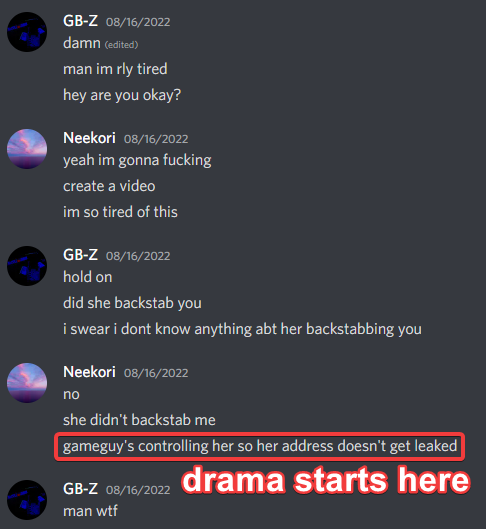 GB-Z 08/16/2022
damn (edited)
man im rly tired
hey are you okay?
Neekori 08/16/2022
yeah im gonna fucking
create a video
im so tired of this
GB-Z 08/16/2022
hold on
did she backstab you
i swear i dont know anything abt her backstabbing you
Neekori 08/16/2022
no
she didn't backstab me
gameguy's controlling her so her address doesn't get leaked
drama starts here
GB-Z 08/16/2022
man wtf